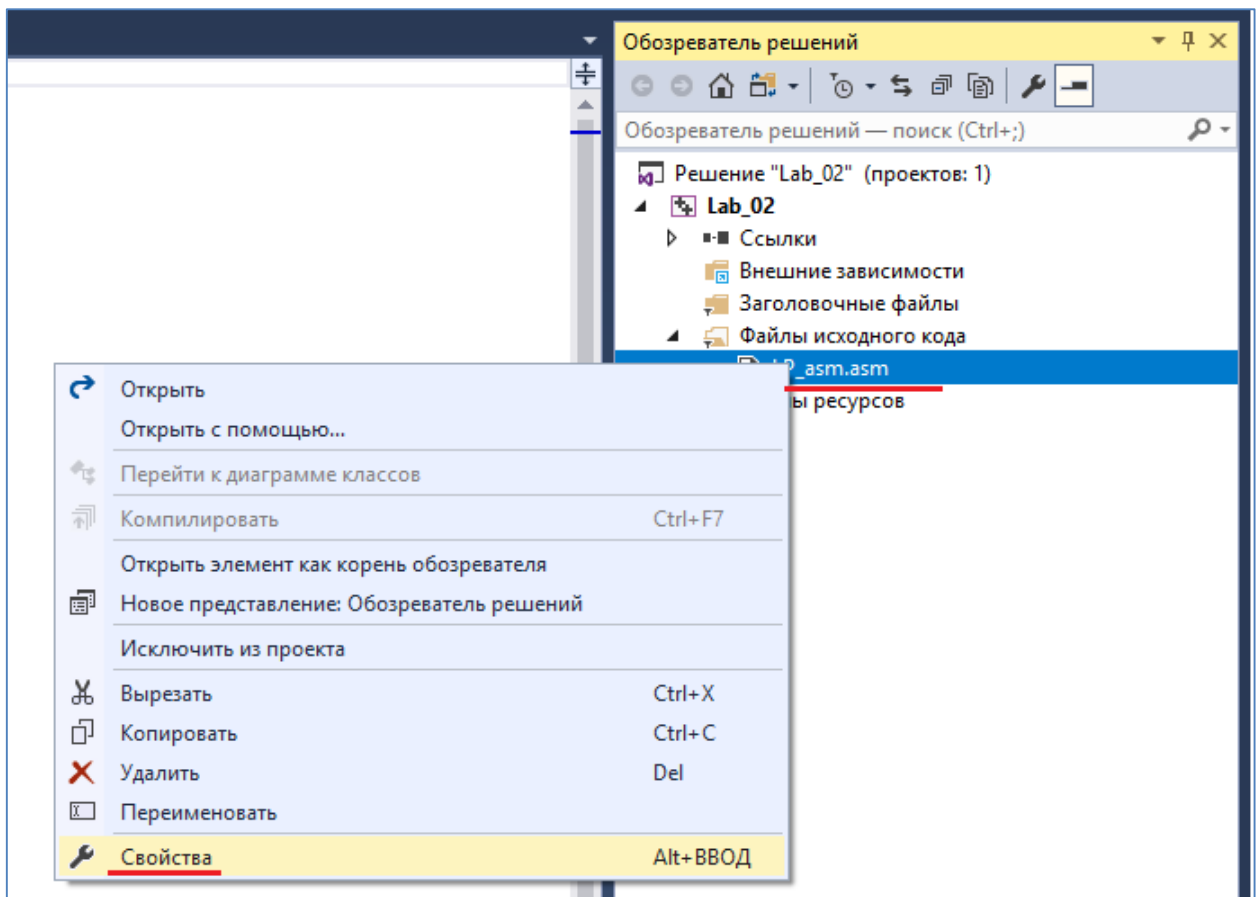 Обозреватель решений
Обозреватель решений — поиск (Ctrl+;)
Решение "Lab_02" (проектов: 1)
Lab_02
Ссылки
Внешние зависимости
Заголовочные файлы
Файлы исходного кода
_asm.asm
ы ресурсов
Открыть
Открыть с помощью...
Перейти к диаграмме классов
Компилировать Ctrl+F7
Открыть элемент как корень обозревателя
Новое представление: Обозреватель решений
Исключить из проекта
Вырезать Ctrl+X
Копировать Ctrl+C
Удалить Del
Переименовать
Свойства Alt+ВВОД